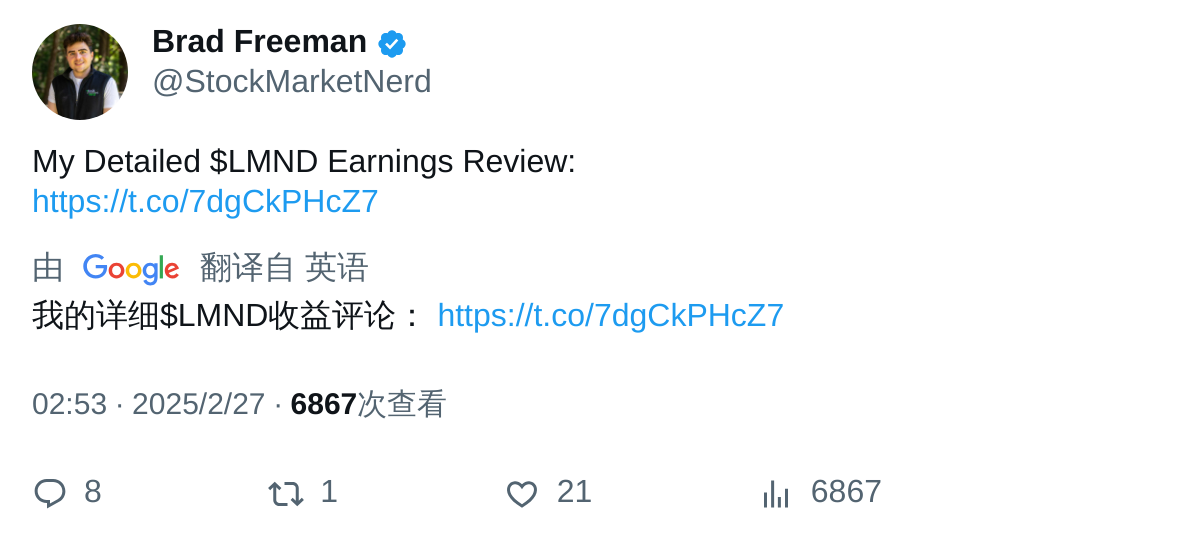 Brad Freeman
@StockMarketNerd
My Detailed $LMND Earnings Review:
https://t.co/7dgCkPHcZ7
由 Google 翻译自 英语
我的详细$LMND收益评论： https://t.co/7dgCkPHcZ7
02:53 · 2025/2/27 · 6867次查看
8 1 21 6867